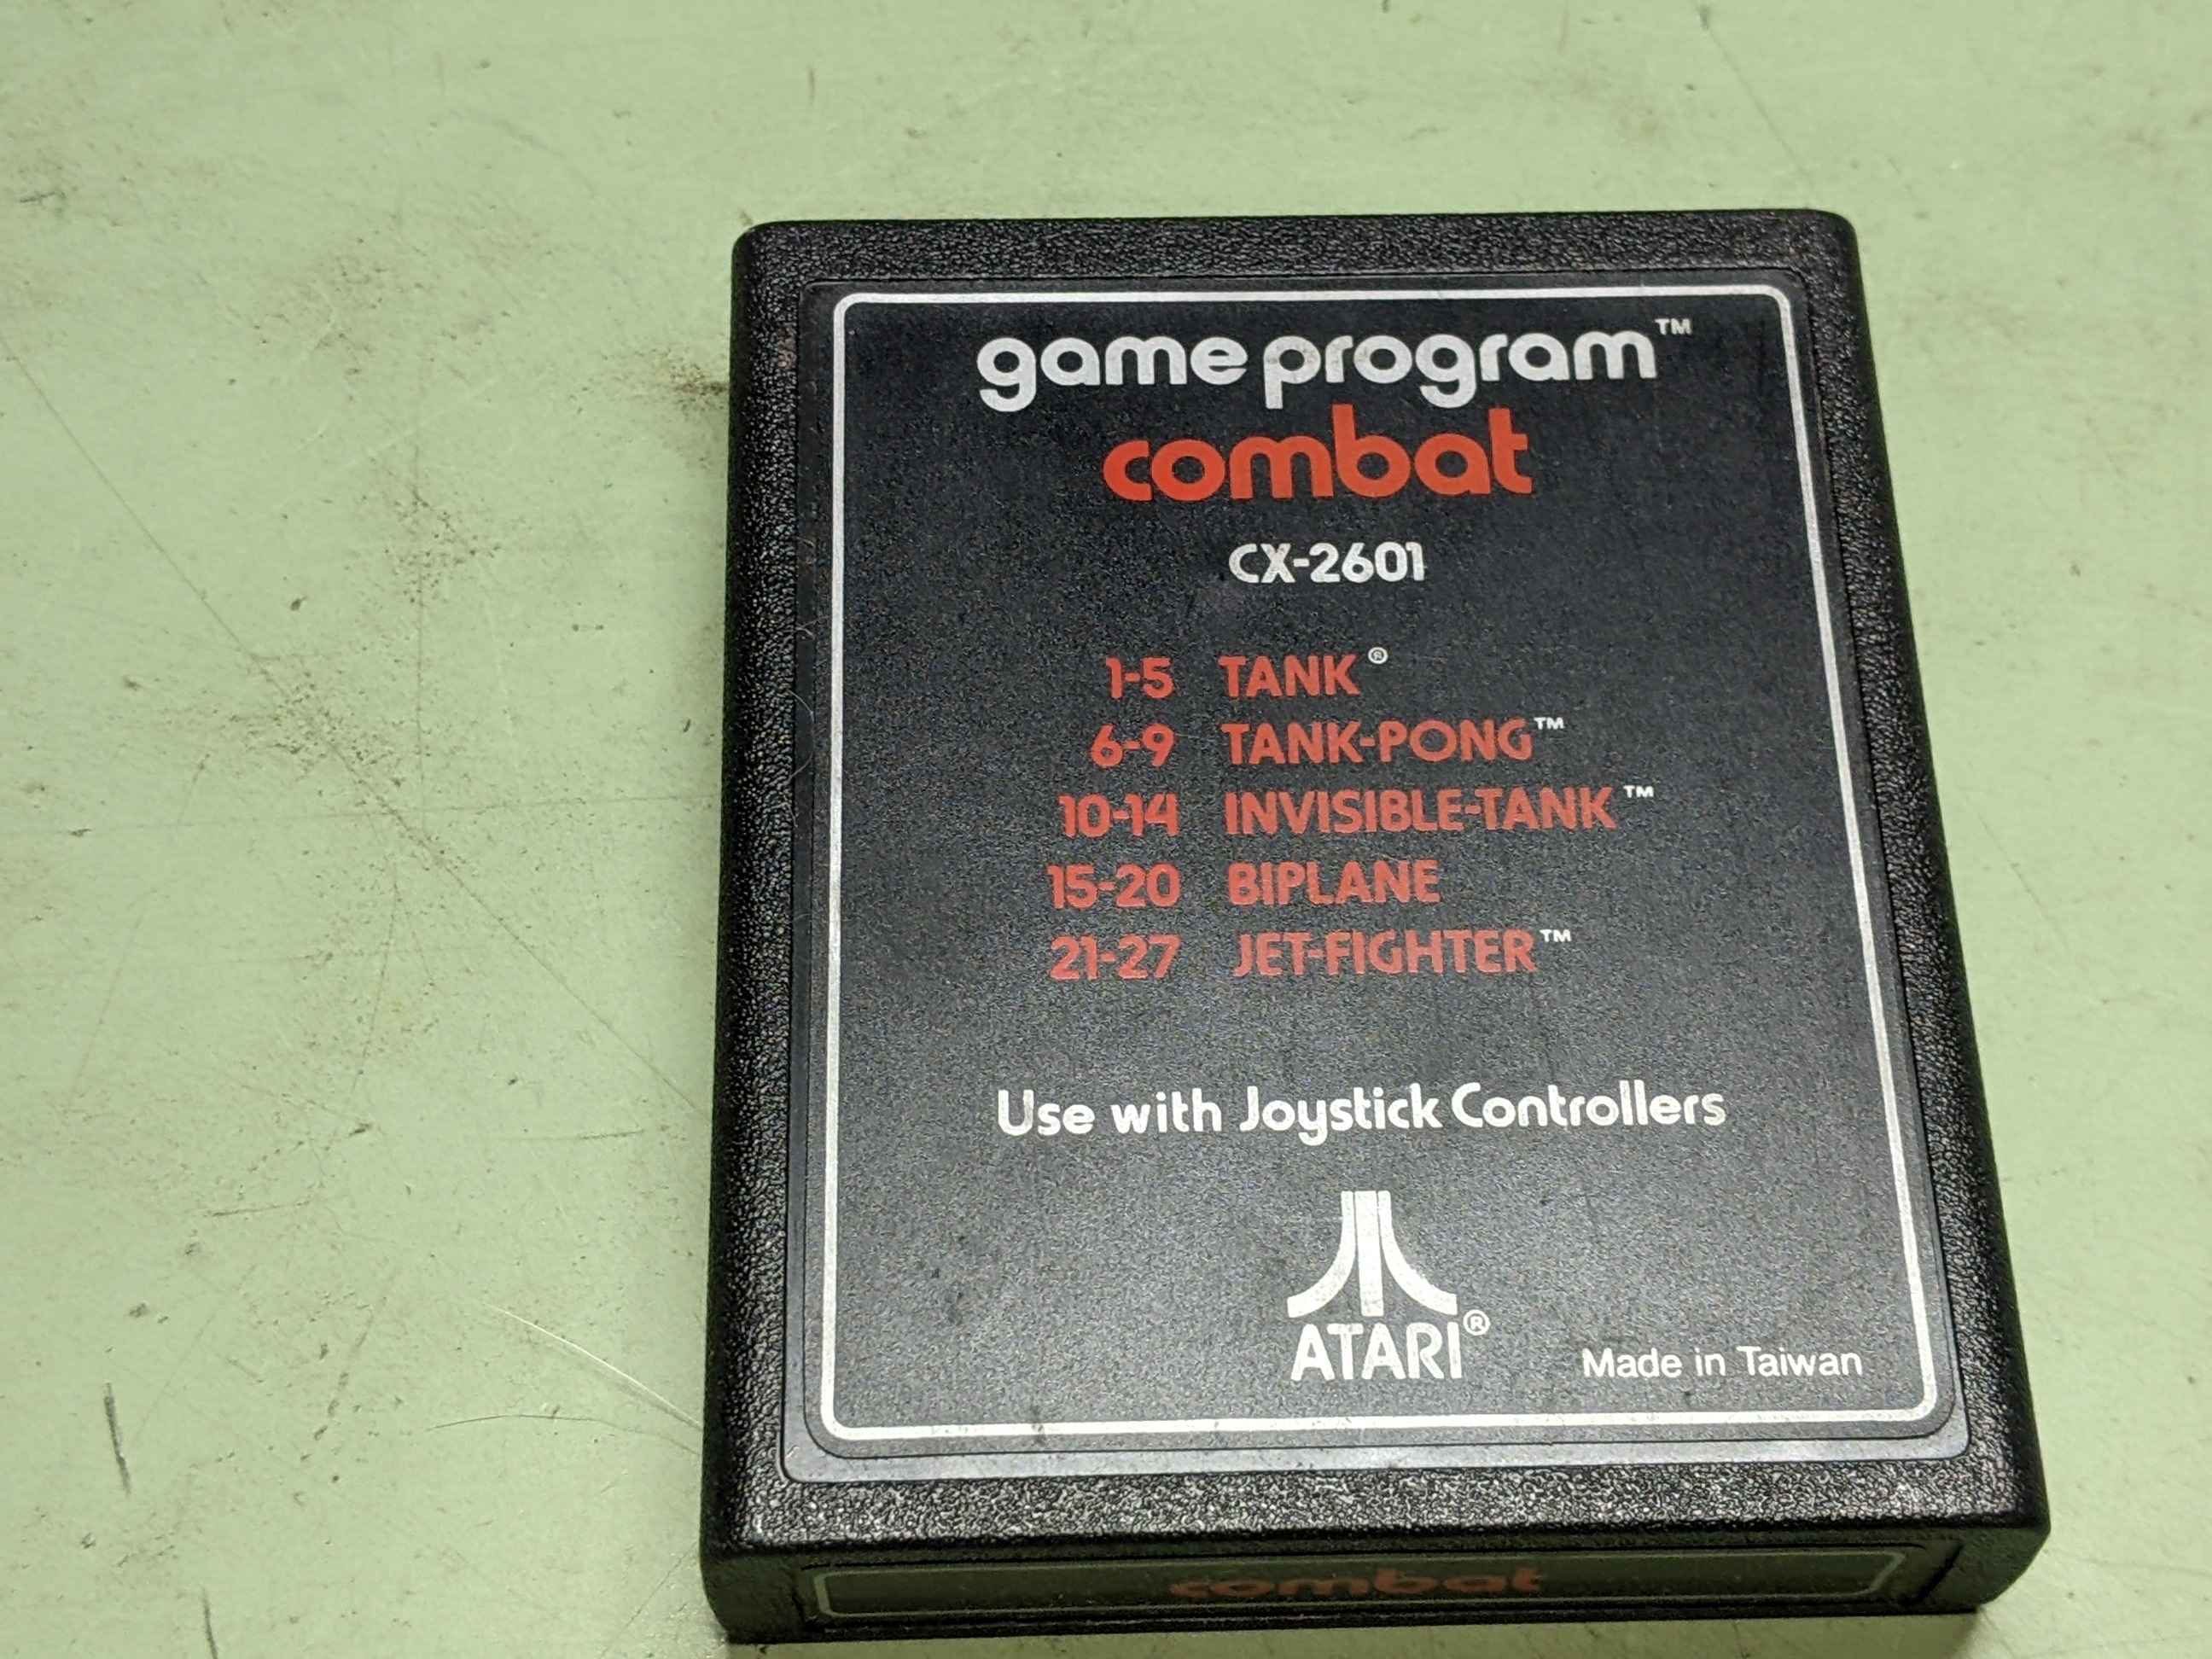 game program™
combat
CX-2601
1-5 TANK®
6-9 TANK-PONG™
10-14 INVISIBLE-TANK™
15-20 BIPLANE
21-27 JET-FIGHTER™
Use with Joystick Controllers
ATARI®
Made in Taiwan
combat